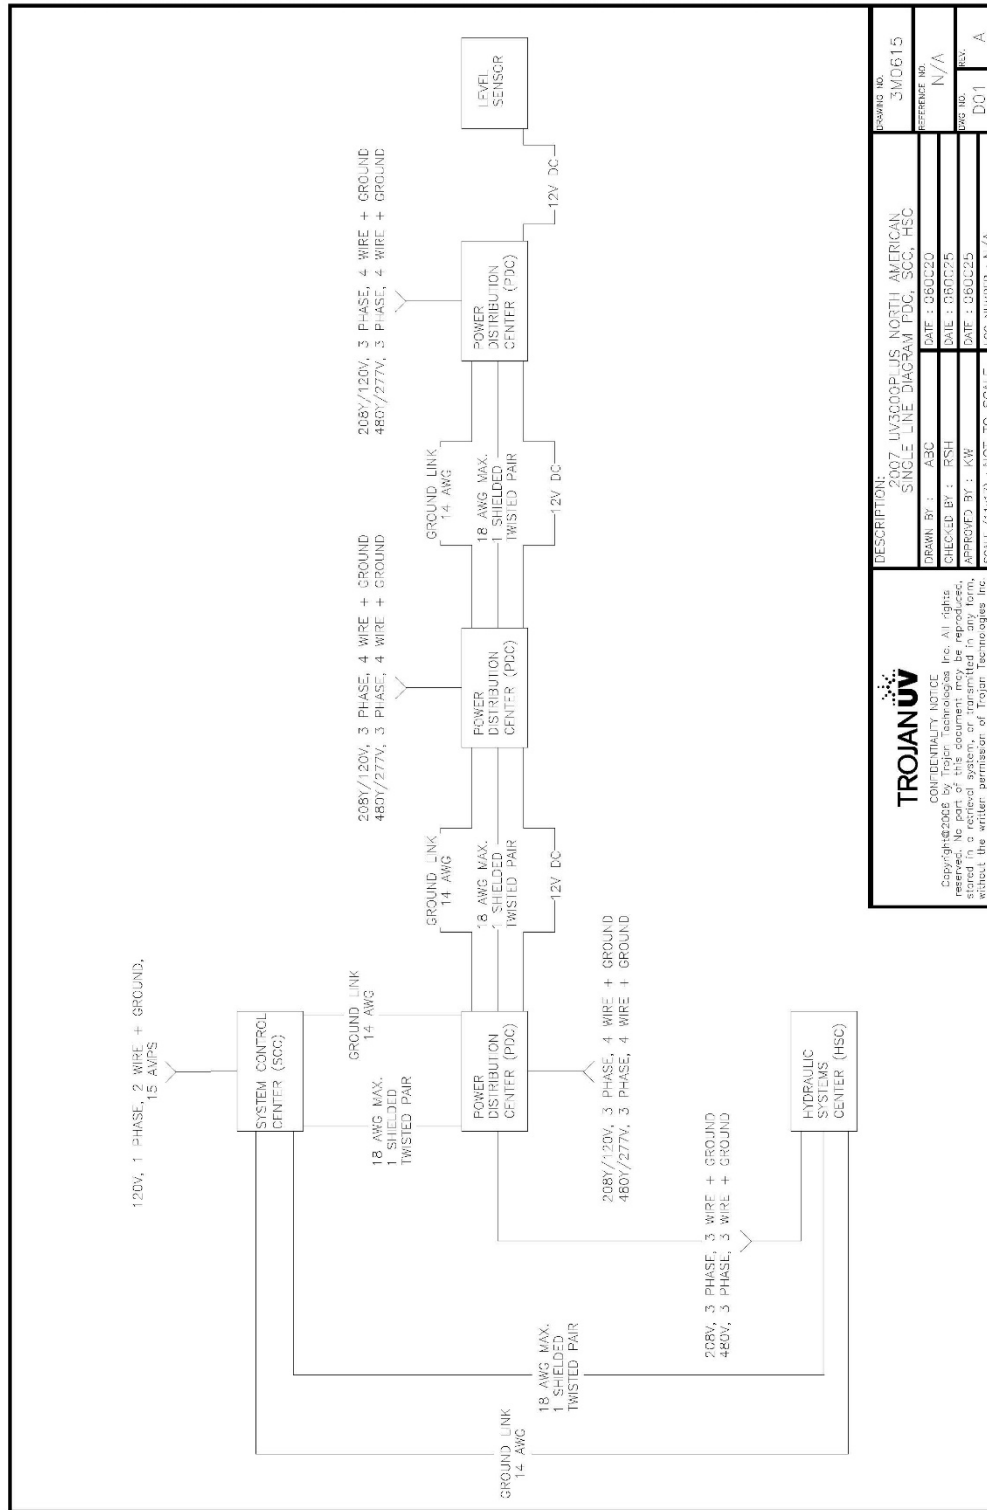 120V, 1 PHASE, 2 WIRE + GROUND,
15 AMPS
SYSTEM CONTROL
CENTER (SCC)
GROUND LINK
14 AWG
18 AWG MAX.
1 SHIELDED
TWISTED PAIR
GROUND LINK
14 AWG
18 AWG MAX.
1 SHIELDED
TWISTED PAIR
POWER
DISTRIBUTION
CENTER (PDC)
208Y/120V, 3 PHASE, 4 WIRE + GROUND
480Y/277V, 3 PHASE, 4 WIRE + GROUND
208V, 3 PHASE, 3 WIRE + GROUND
480V, 3 PHASE, 3 WIRE + GROUND
HYDRAULIC
SYSTEMS
CENTER (HSC)
GROUND LINK
14 AWG
18 AWG MAX.
1 SHIELDED
TWISTED PAIR
12V DC
208Y/120V, 3 PHASE, 4 WIRE + GROUND
480Y/277V, 3 PHASE, 4 WIRE + GROUND
POWER
DISTRIBUTION
CENTER (PDC)
GROUND LINK
14 AWG
18 AWG MAX.
1 SHIELDED
TWISTED PAIR
12V DC
208Y/120V, 3 PHASE, 4 WIRE + GROUND
480Y/277V, 3 PHASE, 4 WIRE + GROUND
POWER
DISTRIBUTION
CENTER (PDC)
12V DC
LEVEL
SENSOR
TROJANUV
CONFIDENTIALITY NOTICE
Copyright©2006 by Trojan Technologies Inc. All rights
reserved. No part of this document may be reproduced,
stored in a retrieval system, or transmitted in any form,
without the written permission of Trojan Technologies Inc.
DESCRIPTION:
2007 UV3000PLUS NORTH AMERICAN
SINGLE LINE DIAGRAM PDC, SCC, HSC
DRAWN BY : ABC
DATE : 060C20
CHECKED BY : RSH
DATE : 060C25
APPROVED BY : KW
DATE : 060C25
DRAWING NO.
3M0615
REFERENCE NO.
N/A
DWG NO.
D01
REV.
A